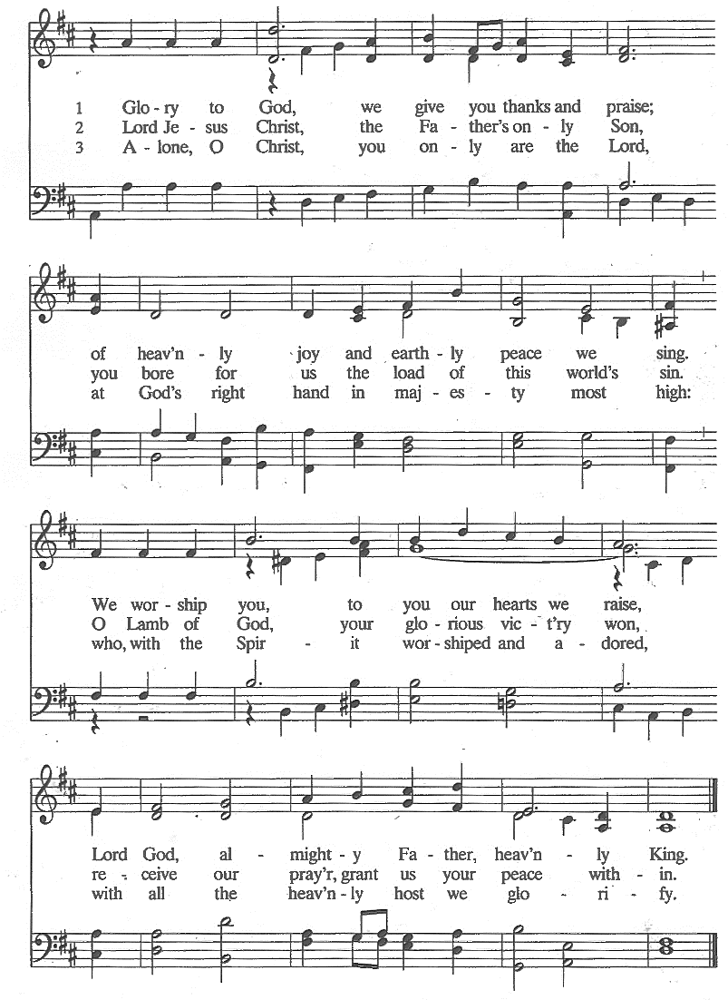 1 Glo - ry to God, we give you thanks and praise;
2 Lord Je - sus Christ, the Fa - ther's on - ly Son,
3 A - lone, O Christ, you on - ly are the Lord,
of heav'n - ly joy and earth - ly peace we sing.
you bore for us the load of this world's sin.
at God's right hand in maj - es - ty most high:
We wor - ship you, to you our hearts we raise,
O Lamb of God, your glo - rious vic - t'ry won,
who, with the Spir - it wor - shiped and a - dored,
Lord God, al - might - y Fa - ther, heav'n - ly King.
re - ceive our pray'r, grant us your peace with - in.
with all the heav'n - ly host we glo - ri - fy.